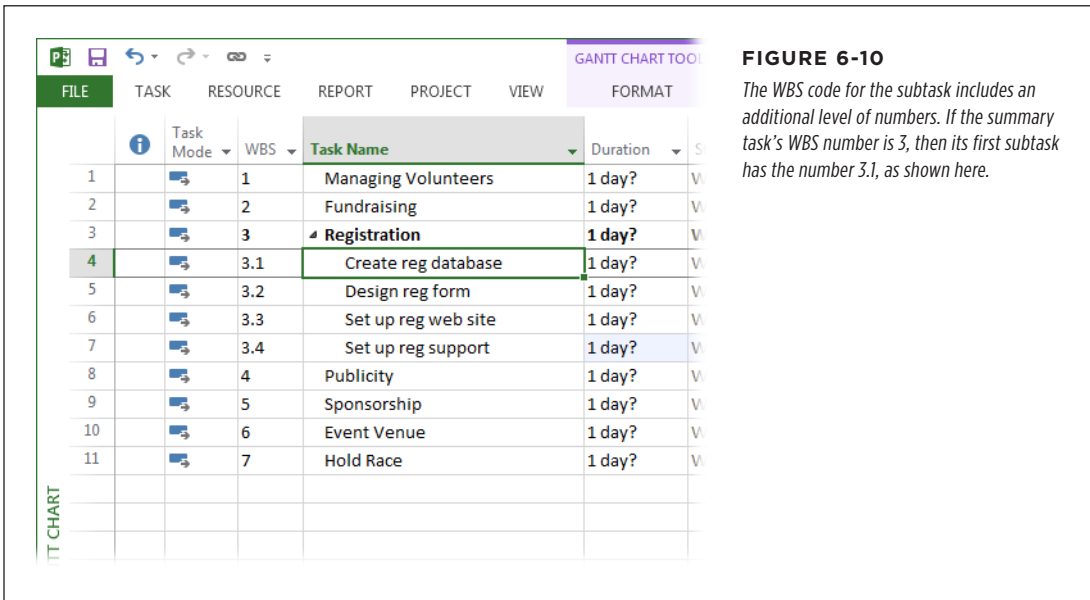 GANTT CHART TOO
FILE TASK RESOURCE REPORT PROJECT VIEW FORMAT
Task Mode WBS Task Name Duration
1 1 Managing Volunteers 1 day?
2 2 Fundraising 1 day?
3 3 Registration 1 day?
4 3.1 Create reg database 1 day?
5 3.2 Design reg form 1 day?
6 3.3 Set up reg web site 1 day?
7 3.4 Set up reg support 1 day?
8 4 Publicity 1 day?
9 5 Sponsorship 1 day?
10 6 Event Venue 1 day?
11 7 Hold Race 1 day?
TT CHART
FIGURE 6-10
The WBS code for the subtask includes an
additional level of numbers. If the summary
task's WBS number is 3, then its first subtask
has the number 3.1, as shown here.